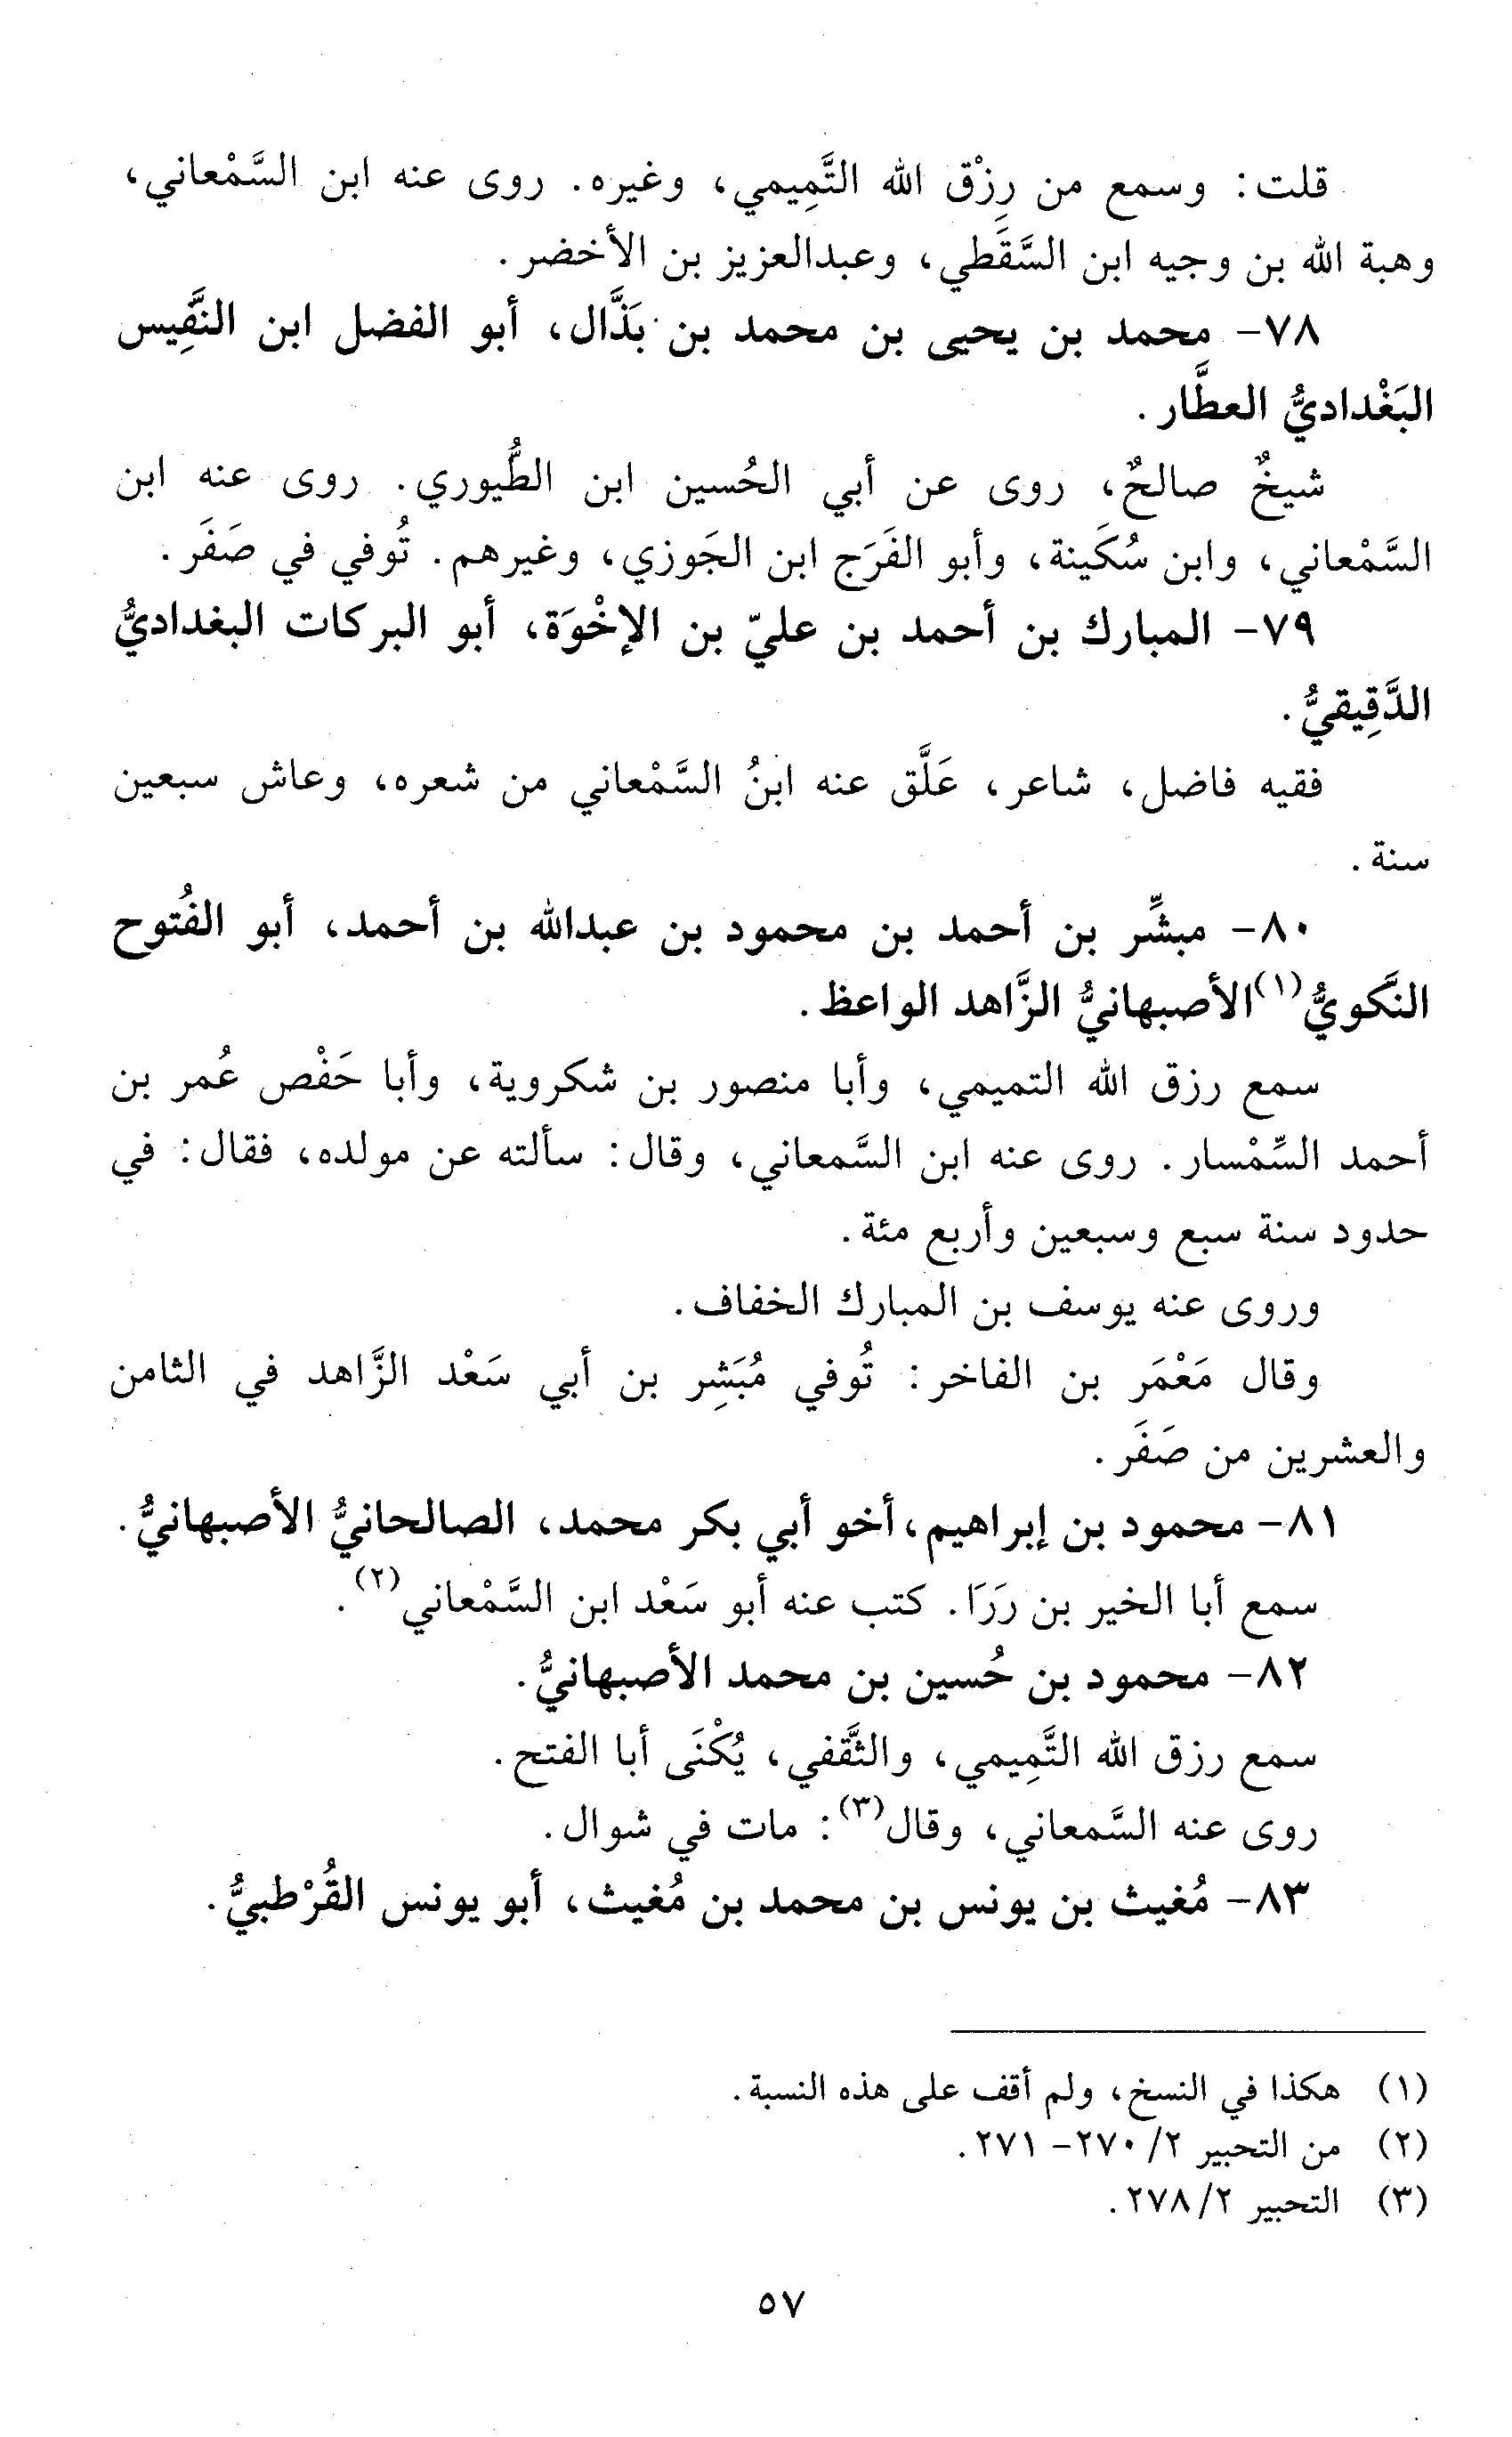 قلت: وسمع من رِزْق الله التَّمِيمي، وغيره. روى عنه ابن السَّمْعاني،
وهبة الله بن وجيه ابن السَّقَطي، وعبدالعزيز بن الأخضر.
٧٨- محمد بن يحيى بن محمد بن بَذَّال، أبو الفضل ابن النَّفِيس
البَغْداديُّ العطَّار.
شيخٌ صالحٌ، روى عن أبي الحُسين ابن الطُّيوري. روى عنه ابن
السَّمْعاني، وابن سُكَينة، وأبو الفَرَج ابن الجَوزي، وغيرهم. تُوفي في صَفَر.
٧٩- المبارك بن أحمد بن عليّ بن الإخْوَة، أبو البركات البغداديُّ
الدَّقِيقيُّ.
فقيه فاضل، شاعر، عَلَّق عنه ابنُ السَّمْعاني من شعره، وعاش سبعين
سنة.
٨٠- مبشِّر بن أحمد بن محمود بن عبدالله بن أحمد، أبو الفُتوح
النَّكويُّ(١) الأصبهانيُّ الزَّاهد الواعظ.
سمع رزق الله التميمي، وأبا منصور بن شكروية، وأبا حَفْص عُمر بن
أحمد السِّمْسار. روى عنه ابن السَّمعاني، وقال: سألته عن مولده، فقال: في
حدود سنة سبع وسبعين وأربع مئة.
وروى عنه يوسف بن المبارك الخفاف.
وقال مَعْمَر بن الفاخر: تُوفي مُبَشِر بن أبي سَعْد الزَّاهد في الثامن
والعشرين من صَفَر.
٨١- محمود بن إبراهيم، أخو أبي بكر محمد، الصالحانيُّ الأصبهانيُّ.
سمع أبا الخير بن رَرَا. كتب عنه أبو سَعْد ابن السَّمْعاني(٢).
٨٢- محمود بن حُسين بن محمد الأصبهانيُّ.
سمع رزق الله التَّمِيمي، والثَّقفي، يُكْنَى أبا الفتح.
روى عنه السَّمعاني، وقال(٣): مات في شوال.
٨٣- مُغيث بن يونس بن محمد بن مُغيث، أبو يونس القُرْطبيُّ.
(١) هكذا في النسخ، ولم أقف على هذه النسبة.
(٢) من التحبير ٢/ ٢٧٠- ٢٧١.
(٣) التحبير ٢/ ٢٧٨.
٥٧